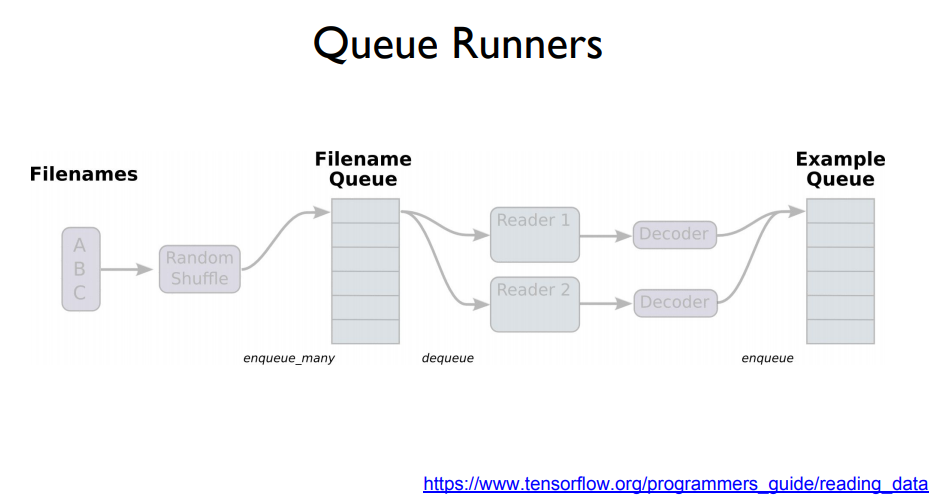 Queue Runners
Filenames
A
B
C
Random
Shuffle
enqueue_many
Filename
Queue
dequeue
Reader 1
Decoder
Reader 2
Decoder
enqueue
Example
Queue
https://www.tensorflow.org/programmers_guide/reading_data